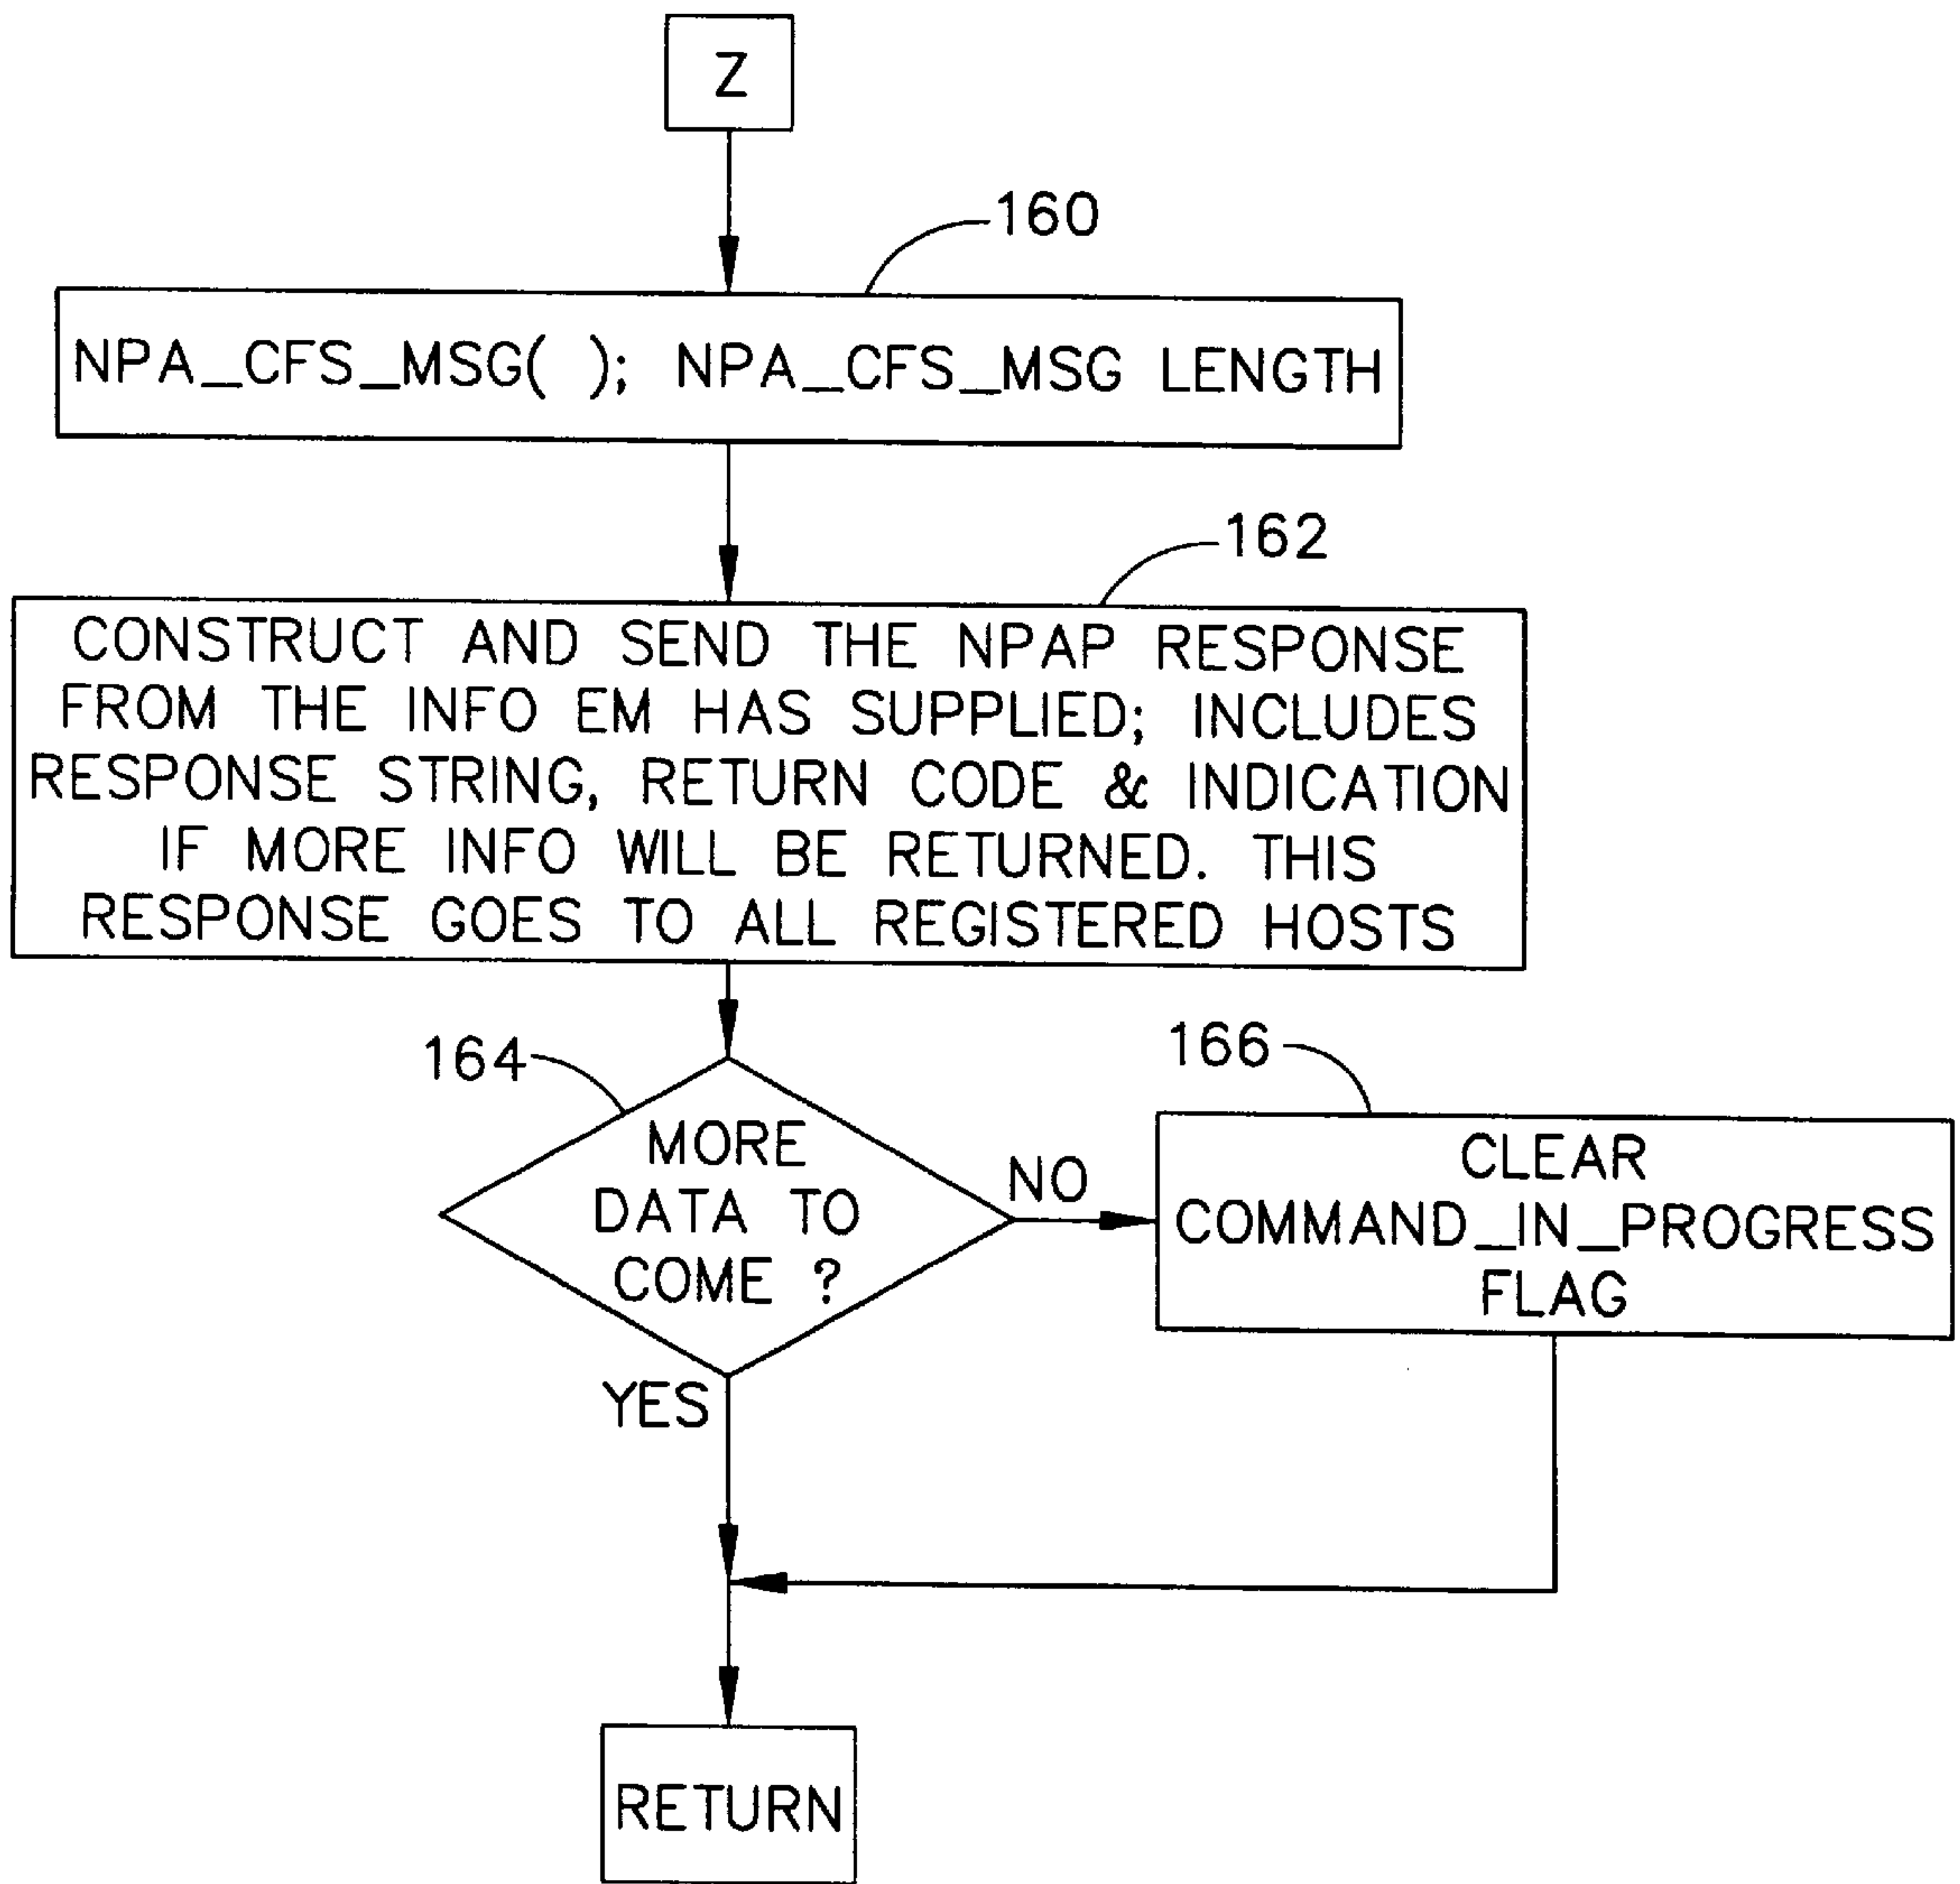 Z
160
NPA_CFS_MSG( ); NPA_CFS_MSG LENGTH
162
CONSTRUCT AND SEND THE NPAP RESPONSE
FROM THE INFO EM HAS SUPPLIED; INCLUDES
RESPONSE STRING, RETURN CODE & INDICATION
IF MORE INFO WILL BE RETURNED. THIS
RESPONSE GOES TO ALL REGISTERED HOSTS
164
MORE
DATA TO
COME ?
NO
166
CLEAR
COMMAND_IN_PROGRESS
FLAG
YES
RETURN